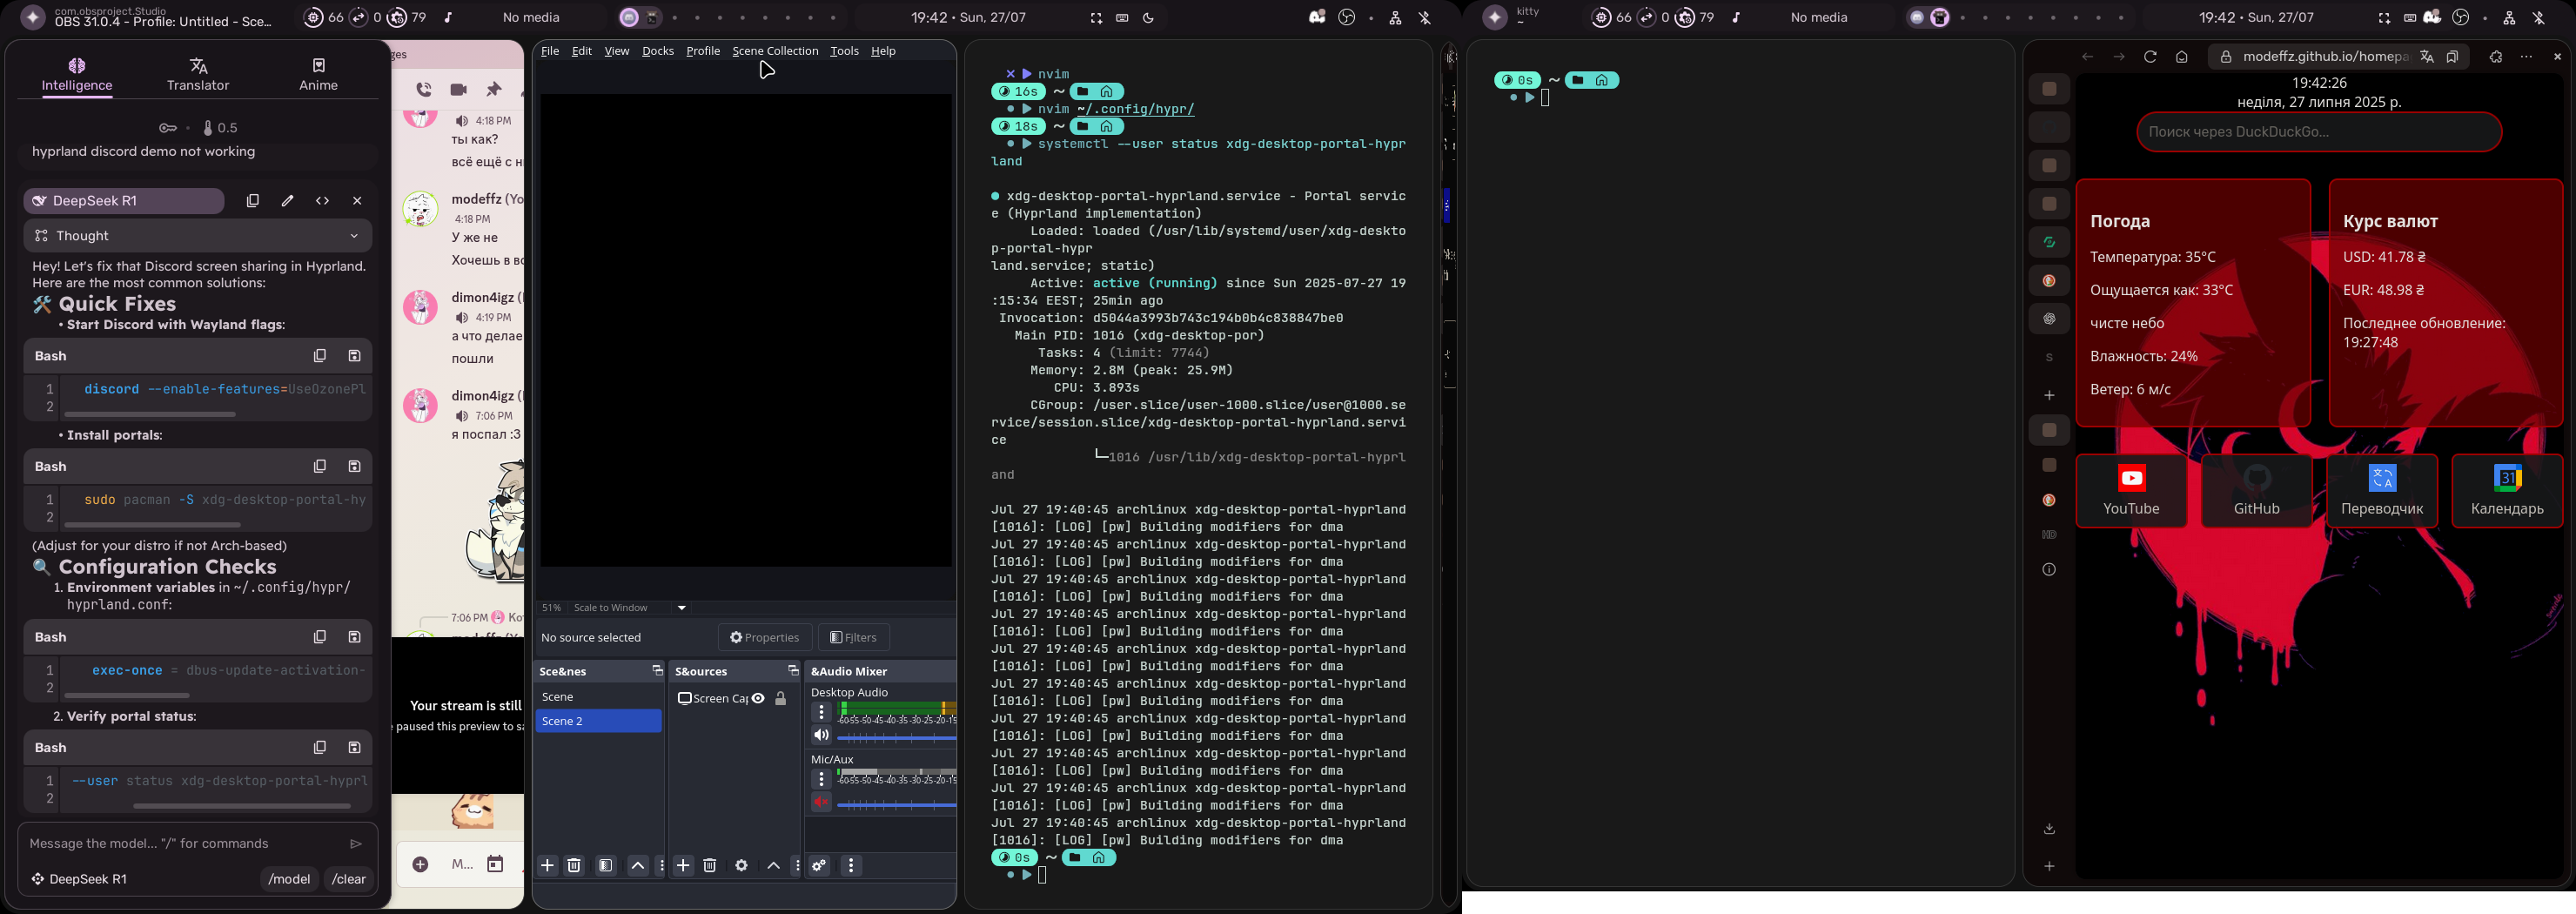 com.obsproject.Studio
OBS 31.0.4 - Profile: Untitled - Sce...
66 0 79 No media
19:42 • Sun, 27/07
Intelligence
Translator
Anime
0.5
hyprland discord demo not working
DeepSeek R1
Thought
Hey! Let's fix that Discord screen sharing in Hyprland.
Here are the most common solutions:
🛠️ Quick Fixes
• Start Discord with Wayland flags:
Bash
1 discord --enable-features=UseOzonePl
2
• Install portals:
Bash
1 sudo pacman -S xdg-desktop-portal-hy
2
(Adjust for your distro if not Arch-based)
🔍 Configuration Checks
1. Environment variables in ~/.config/hypr/
hyprland.conf:
Bash
1 exec-once = dbus-update-activation-
2
2. Verify portal status:
Bash
1 --user status xdg-desktop-portal-hyprl
2
Message the model... "/" for commands
DeepSeek R1 /model /clear
ges
4:18 PM
ты как?
всё ещё с н
modeffz (Yo
4:18 PM
У же не
Хочешь в во
dimon4igz (
4:19 PM
а что делае
пошли
dimon4igz (
7:06 PM
я поспал :3
7:06 PM Ко
Your stream is still
e paused this preview to sa
M...
File Edit View Docks Profile Scene Collection Tools Help
51% Scale to Window
No source selected Properties Filters
Sce&nes
Scene
Scene 2
S&ources
Screen Cap
&Audio Mixer
Desktop Audio
-60-55-50-45-40-35-30-25-20-15
Mic/Aux
-60-55-50-45-40-35-30-25-20-15
nvim
16s ~
nvim ~/.config/hypr/
18s ~
systemctl --user status xdg-desktop-portal-hypr
land
● xdg-desktop-portal-hyprland.service - Portal servic
e (Hyprland implementation)
Loaded: loaded (/usr/lib/systemd/user/xdg-deskto
p-portal-hypr
land.service; static)
Active: active (running) since Sun 2025-07-27 19
:15:34 EEST; 25min ago
Invocation: d5044a3993b743c194b0b4c838847be0
Main PID: 1016 (xdg-desktop-por)
Tasks: 4 (limit: 7744)
Memory: 2.8M (peak: 25.9M)
CPU: 3.893s
CGroup: /user.slice/user-1000.slice/user@1000.se
rvice/session.slice/xdg-desktop-portal-hyprland.servi
ce
└─1016 /usr/lib/xdg-desktop-portal-hyprl
and
Jul 27 19:40:45 archlinux xdg-desktop-portal-hyprland
[1016]: [LOG] [pw] Building modifiers for dma
Jul 27 19:40:45 archlinux xdg-desktop-portal-hyprland
[1016]: [LOG] [pw] Building modifiers for dma
Jul 27 19:40:45 archlinux xdg-desktop-portal-hyprland
[1016]: [LOG] [pw] Building modifiers for dma
Jul 27 19:40:45 archlinux xdg-desktop-portal-hyprland
[1016]: [LOG] [pw] Building modifiers for dma
Jul 27 19:40:45 archlinux xdg-desktop-portal-hyprland
[1016]: [LOG] [pw] Building modifiers for dma
Jul 27 19:40:45 archlinux xdg-desktop-portal-hyprland
[1016]: [LOG] [pw] Building modifiers for dma
Jul 27 19:40:45 archlinux xdg-desktop-portal-hyprland
[1016]: [LOG] [pw] Building modifiers for dma
Jul 27 19:40:45 archlinux xdg-desktop-portal-hyprland
[1016]: [LOG] [pw] Building modifiers for dma
Jul 27 19:40:45 archlinux xdg-desktop-portal-hyprland
[1016]: [LOG] [pw] Building modifiers for dma
Jul 27 19:40:45 archlinux xdg-desktop-portal-hyprland
[1016]: [LOG] [pw] Building modifiers for dma
0s ~
kitty
~
66 0 79 No media
19:42 • Sun, 27/07
0s ~
modeffz.github.io/homepa
19:42:26
неділя, 27 липня 2025 р.
Поиск через DuckDuckGo...
Погода
Температура: 35°C
Ощущается как: 33°C
чисте небо
Влажность: 24%
Ветер: 6 м/с
Курс валют
USD: 41.78 ₴
EUR: 48.98 ₴
Последнее обновление:
19:27:48
YouTube
GitHub
Переводчик
31
Календарь
S
HD